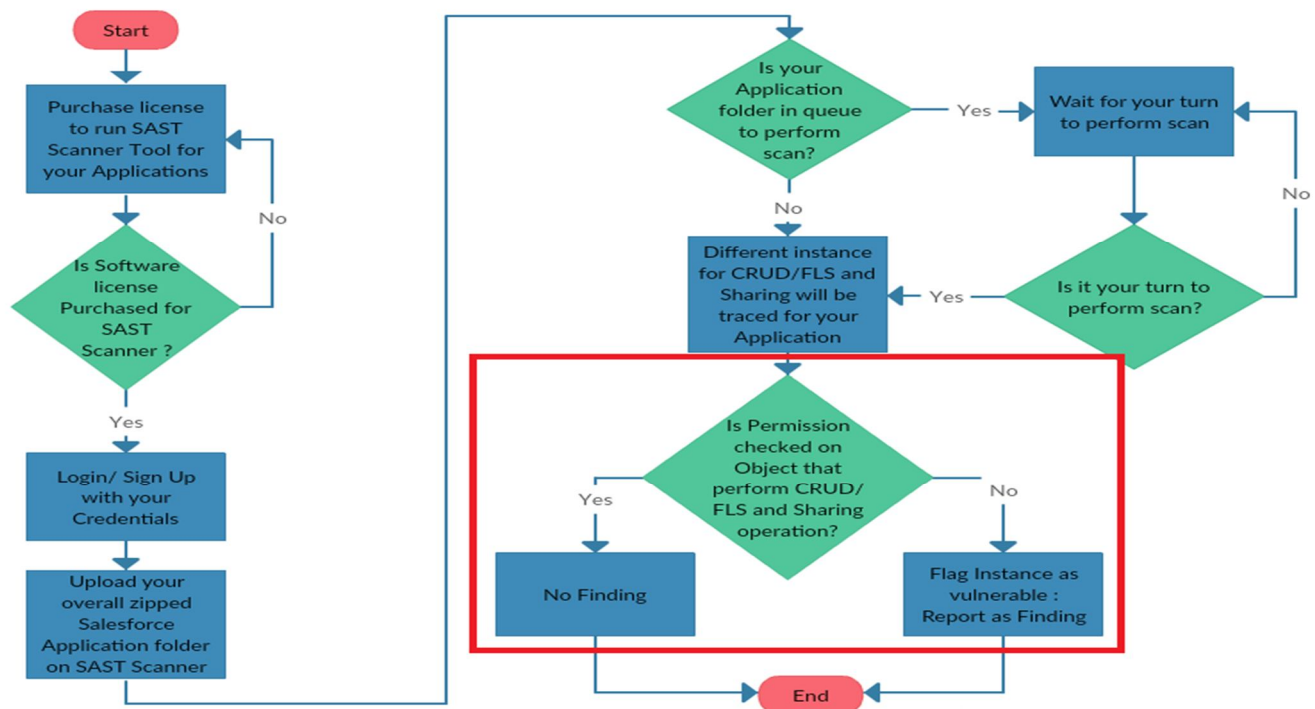 Start
Purchase license
to run SAST
Scanner Tool for
your Applications
No
Is Software
license
Purchased for
SAST
Scanner ?
Yes
Login/ Sign Up
with your
Credentials
Upload your
overall zipped
Salesforce
Application folder
on SAST Scanner
Is your
Application
folder in queue
to perform
scan?
Yes
Wait for your turn
to perform scan
No
No
Different instance
for CRUD/FLS and
Sharing will be
traced for your
Application
Yes
Is it your turn to
perform scan?
Is Permission
checked on
Object that
perform CRUD/
FLS and Sharing
operation?
Yes
No
No Finding
Flag Instance as
vulnerable :
Report as Finding
End